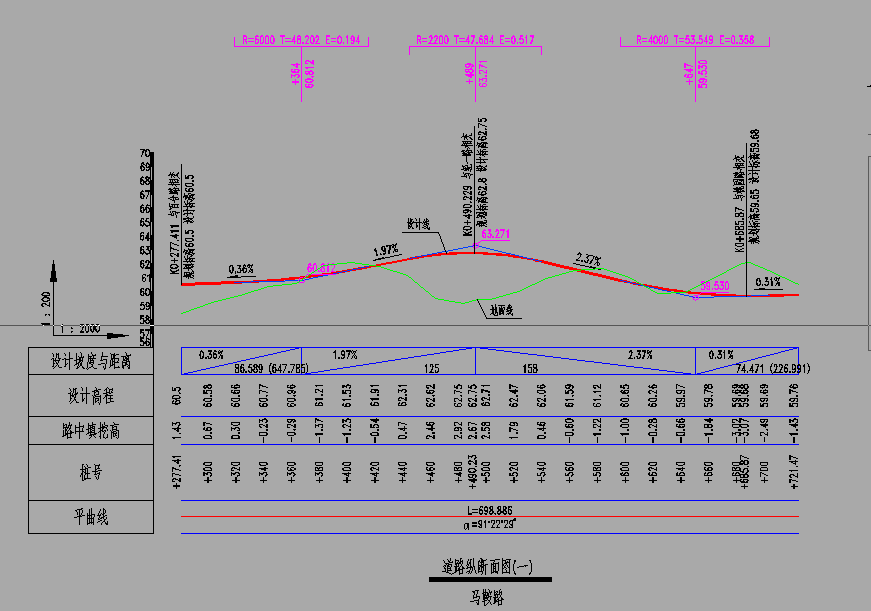 R=6000 T=48.202 E=0.194
R=2200 T=47.684 E=0.517
R=4000 T=53.549 E=0.358
+364
60.812
+489
63.271
+647
59.530
K0+277.411 与百合路相交
规划标高60.5 设计标高60.5
K0+490.229 与纬一路相交
规划标高62.8 设计标高62.75
K0+685.87 与桃园路相交
规划标高59.65 设计标高59.68
70
69
68
67
66
65
64
63
62
61
60
59
58
57
56
1 : 200
1 : 2000
设计线
地面线
0.36%
60.812
1.97%
63.271
2.37%
59.530
0.31%
设计坡度与距离
0.36% 86.589 (647.785) 1.97% 125 158 2.37% 0.31% 74.471 (226.991)
设计高程
60.5 60.58 60.66 60.77 60.96 61.21 61.53 61.91 62.31 62.62 62.75 62.75 62.71 62.47 62.06 61.59 61.12 60.65 60.26 59.97 59.78 59.69 59.68 59.69 59.76
路中填挖高
1.43 0.67 0.30 -0.23 -0.29 -1.37 -1.23 -0.54 0.47 2.46 2.92 2.67 2.58 1.79 0.46 -0.60 -1.22 -1.00 -0.28 -0.66 -1.84 -3.02 -3.07 -2.49 -1.43
桩号
+277.41 +300 +320 +340 +360 +380 +400 +420 +440 +460 +480 +490.23 +500 +520 +540 +560 +580 +600 +620 +640 +660 +680 +685.87 +700 +721.47
平曲线
L=698.885
α=91°22'29"
道路纵断面图(一)
马鞍路